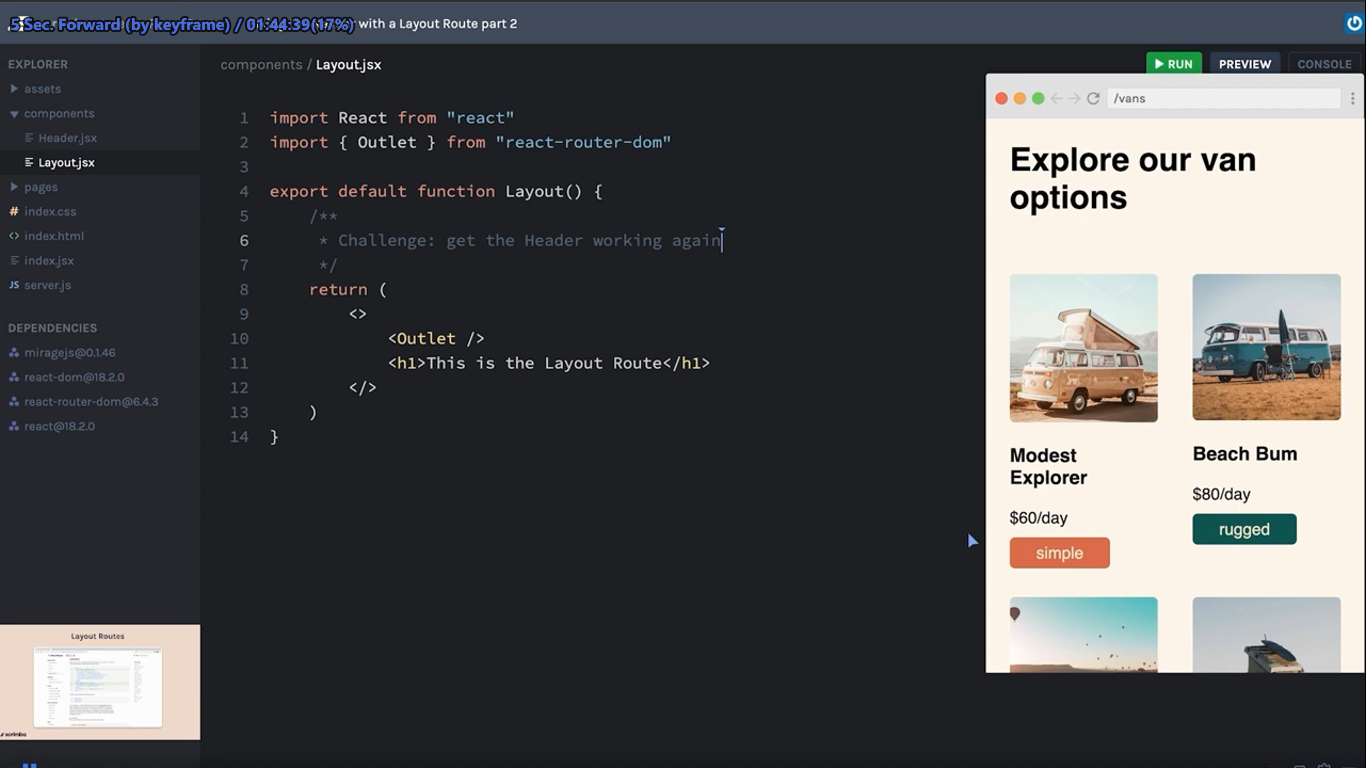 5 Sec. Forward (by keyframe) / 01:44:39(17%)
with a Layout Route part 2
EXPLORER
assets
components
Header.jsx
Layout.jsx
pages
# index.css
<> index.html
index.jsx
JS server.js
DEPENDENCIES
miragejs@0.1.46
react-dom@18.2.0
react-router-dom@6.4.3
react@18.2.0
Layout Routes
scrimba
components / Layout.jsx
1 import React from "react"
2 import { Outlet } from "react-router-dom"
3
4 export default function Layout() {
5 /**
6 * Challenge: get the Header working again
7 */
8 return (
9 <>
10 <Outlet />
11 <h1>This is the Layout Route</h1>
12 </>
13 )
14 }
RUN PREVIEW CONSOLE
/vans
Explore our van
options
Modest
Explorer
$60/day
simple
Beach Bum
$80/day
rugged